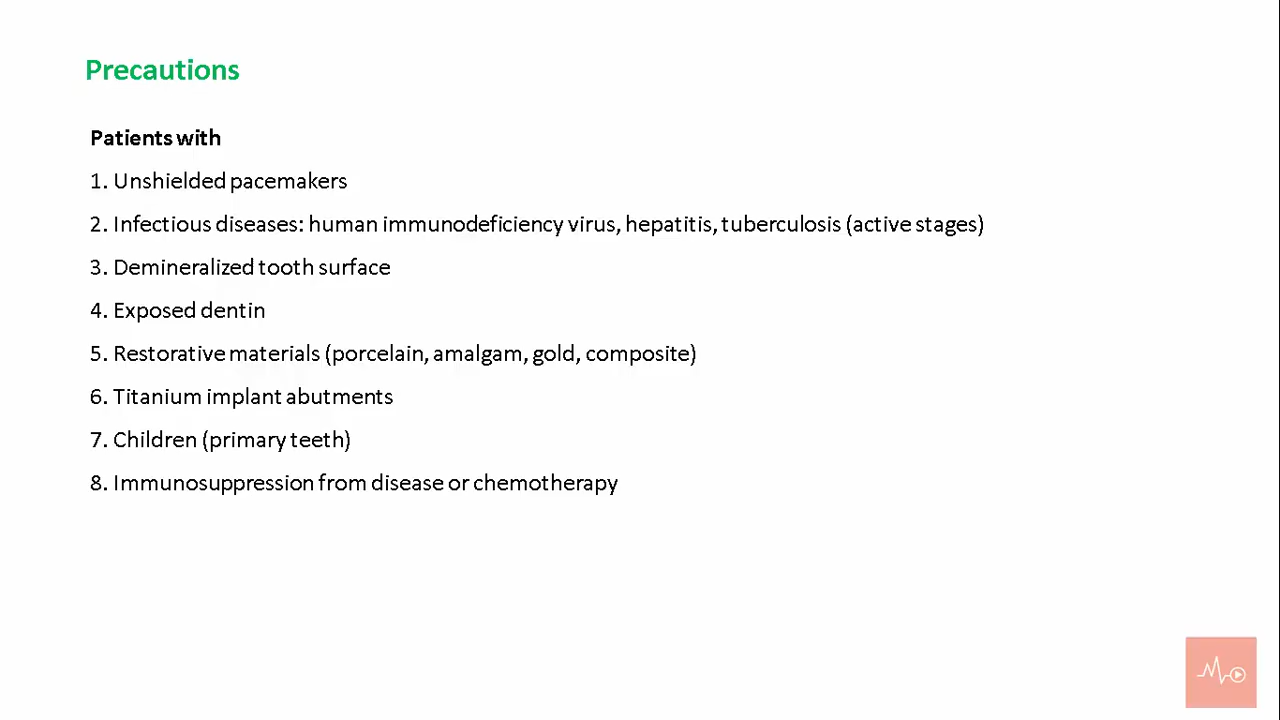 Precautions
Patients with
1. Unshielded pacemakers
2. Infectious diseases: human immunodeficiency virus, hepatitis, tuberculosis (active stages)
3. Demineralized tooth surface
4. Exposed dentin
5. Restorative materials (porcelain, amalgam, gold, composite)
6. Titanium implant abutments
7. Children (primary teeth)
8. Immunosuppression from disease or chemotherapy